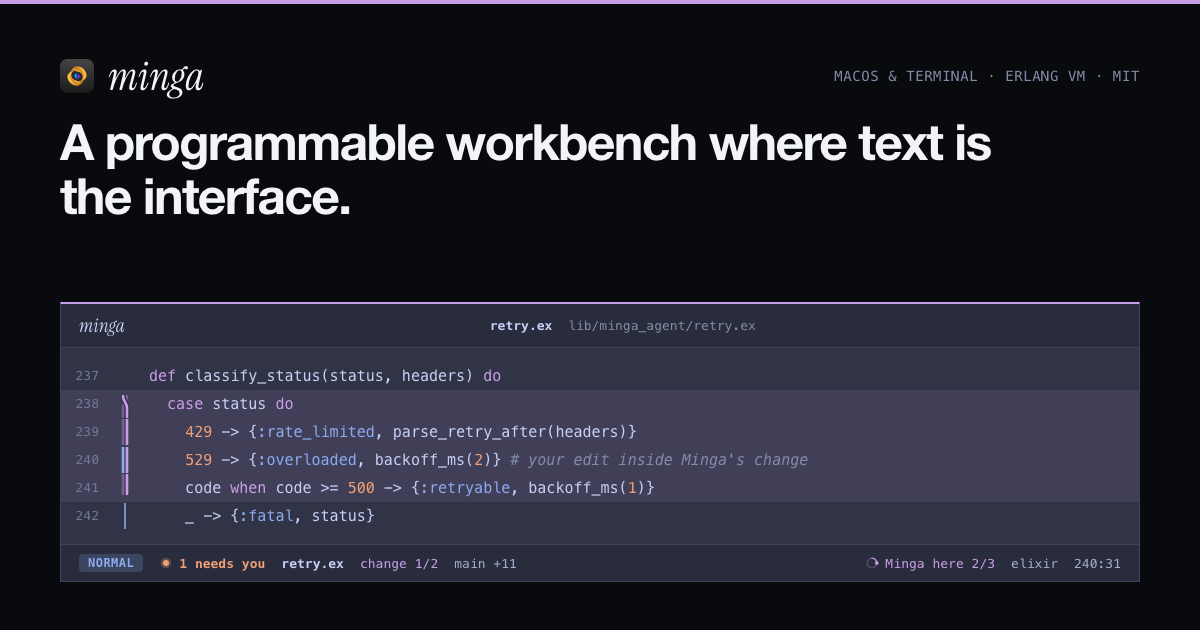 minga
MACOS & TERMINAL · ERLANG VM · MIT
A programmable workbench where text is
the interface.
minga
retry.ex lib/minga_agent/retry.ex
237 def classify_status(status, headers) do
238 case status do
239 429 -> {:rate_limited, parse_retry_after(headers)}
240 529 -> {:overloaded, backoff_ms(2)} # your edit inside Minga's change
241 code when code >= 500 -> {:retryable, backoff_ms(1)}
242 _ -> {:fatal, status}
NORMAL 1 needs you retry.ex change 1/2 main +11 Minga here 2/3 elixir 240:31